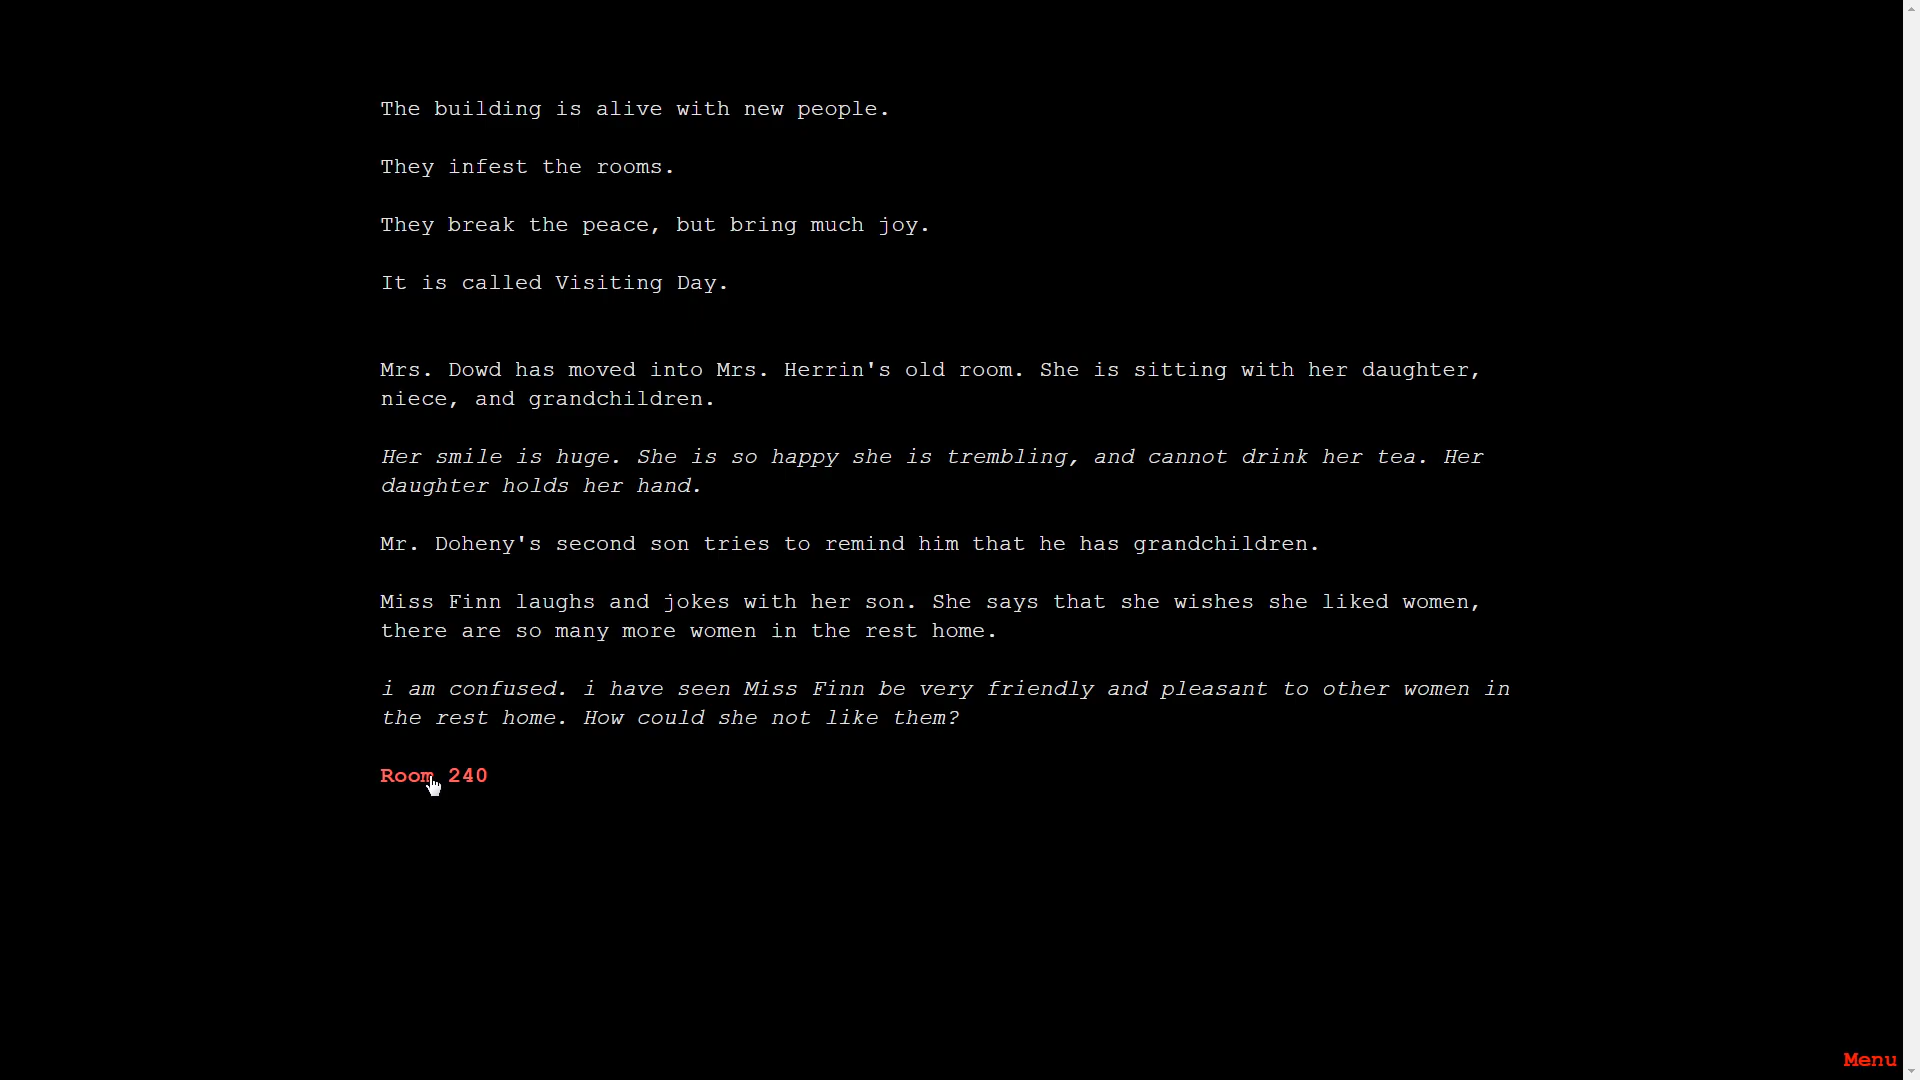 The building is alive with new people.
They infest the rooms.
They break the peace, but bring much joy.
It is called Visiting Day.
Mrs. Dowd has moved into Mrs. Herrin's old room. She is sitting with her daughter,
niece, and grandchildren.
Her smile is huge. She is so happy she is trembling, and cannot drink her tea. Her
daughter holds her hand.
Mr. Doheny's second son tries to remind him that he has grandchildren.
Miss Finn laughs and jokes with her son. She says that she wishes she liked women,
there are so many more women in the rest home.
i am confused. i have seen Miss Finn be very friendly and pleasant to other women in
the rest home. How could she not like them?
Room 240
Menu